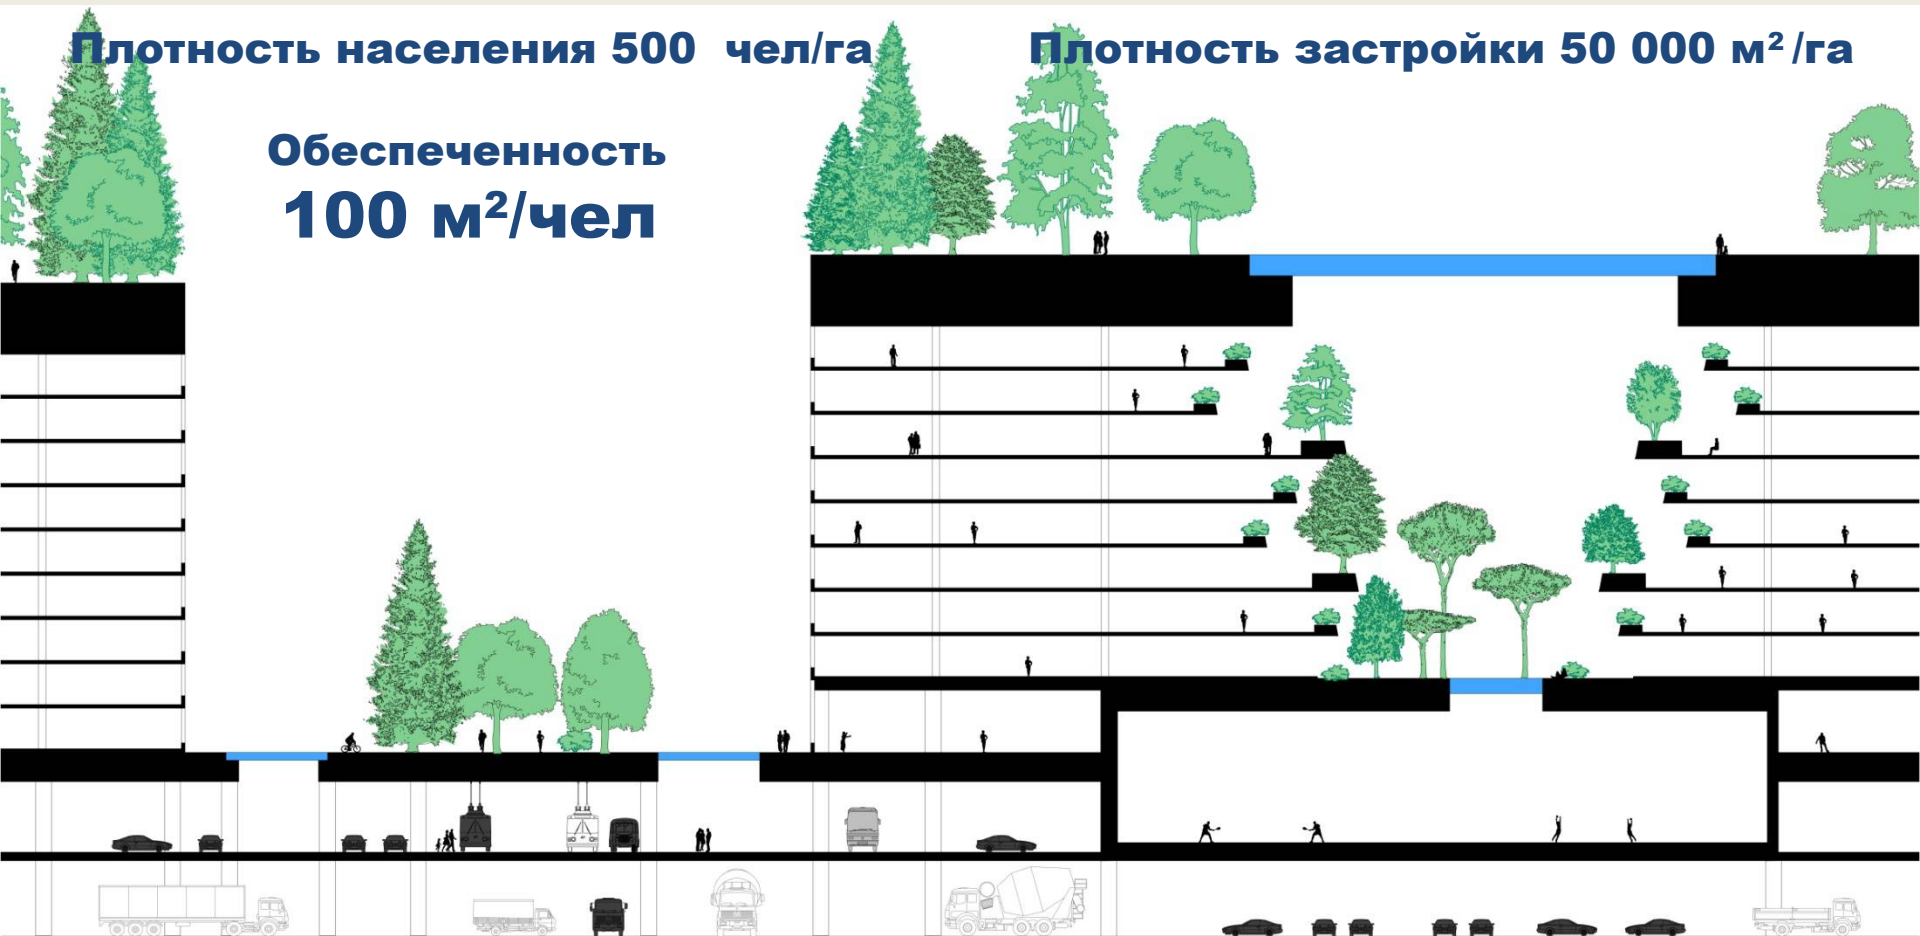 Плотность населения 500 чел/га
Плотность застройки 50 000 м²/га
Обеспеченность
100 м²/чел